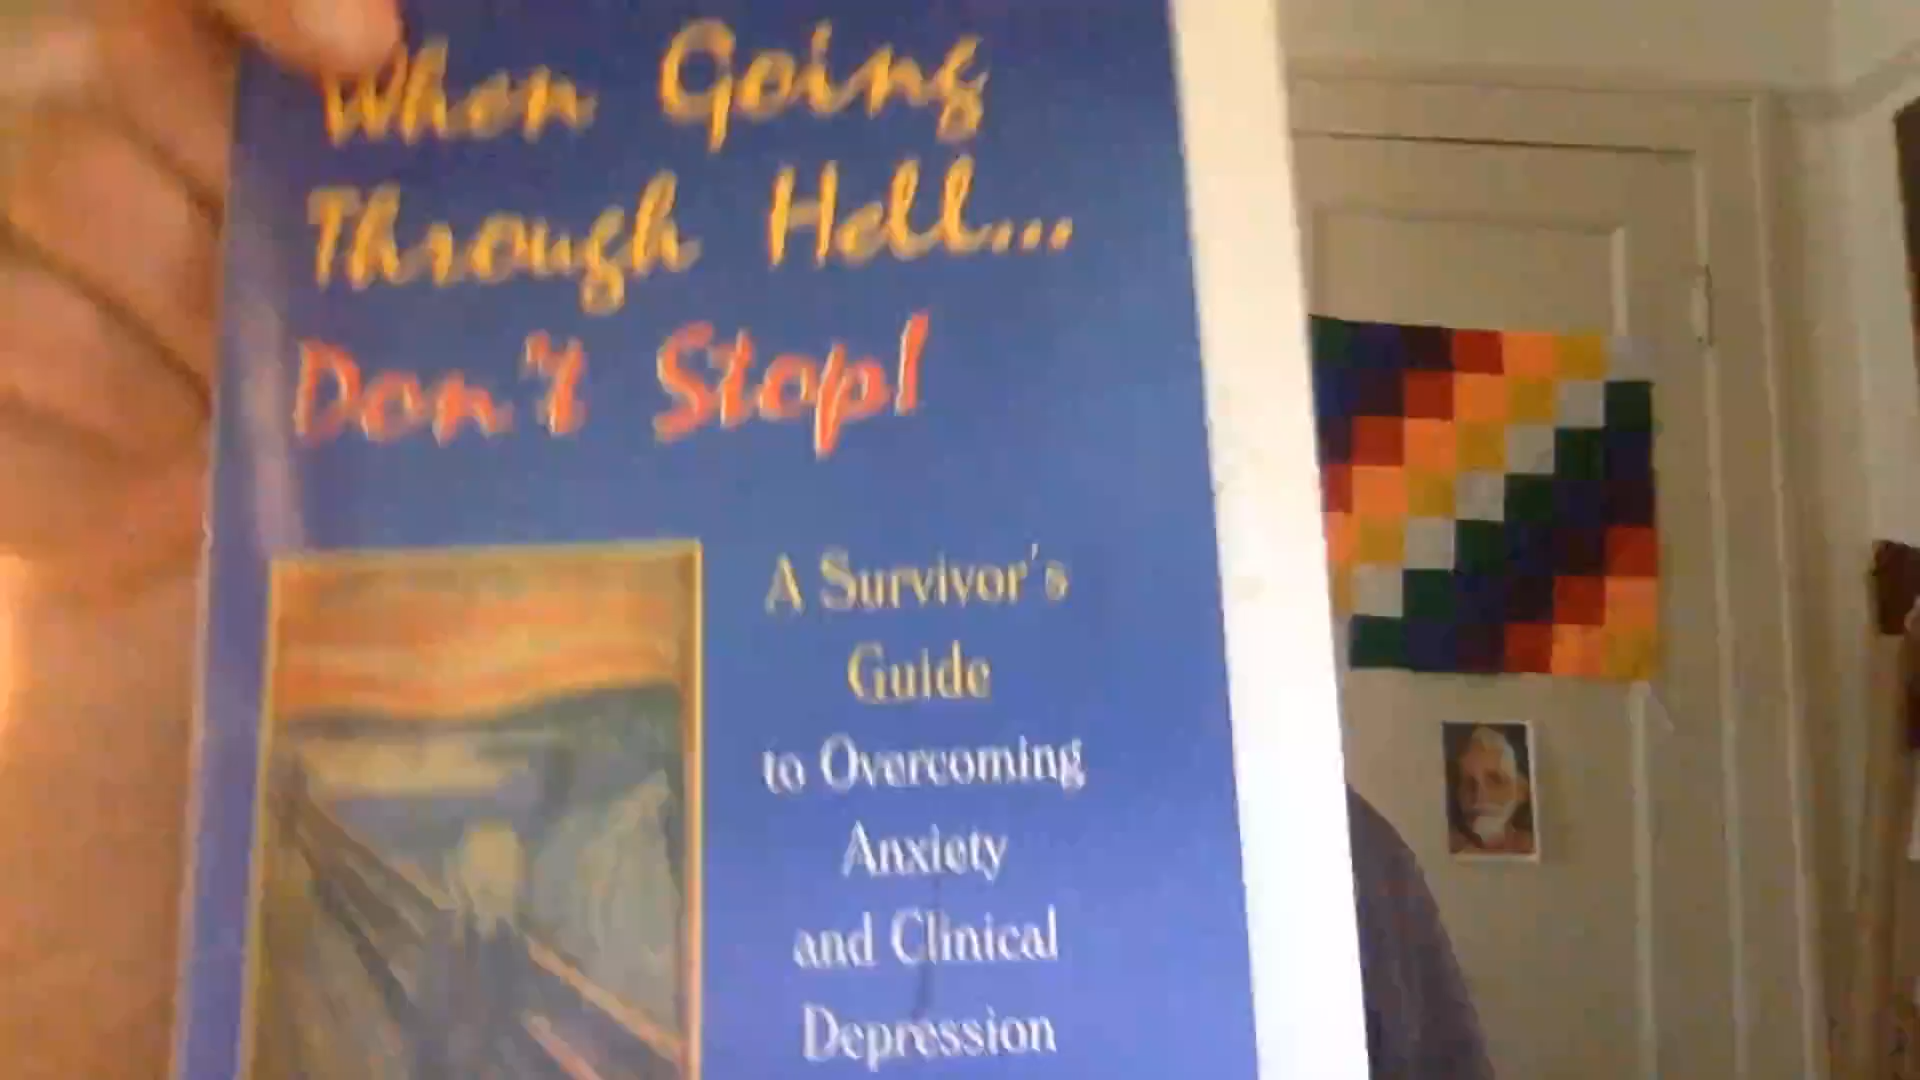 When Going
Through Hell...
Don't Stop!
A Survivor's
Guide
to Overcoming
Anxiety
and Clinical
Depression